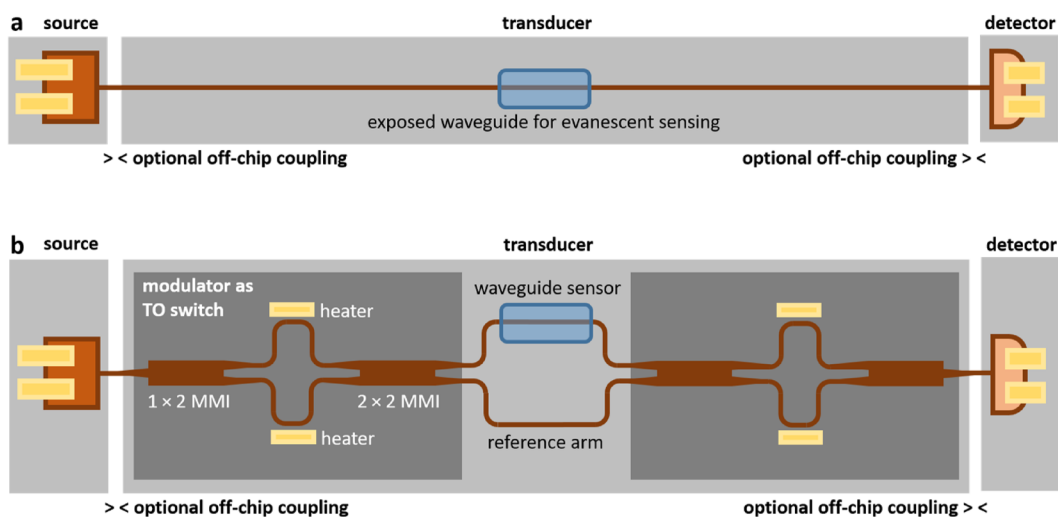 a source transducer detector
exposed waveguide for evanescent sensing
> < optional off-chip coupling optional off-chip coupling > <
b source transducer detector
modulator as
TO switch
waveguide sensor
heater
1 × 2 MMI 2 × 2 MMI
heater
reference arm
> < optional off-chip coupling optional off-chip coupling > <